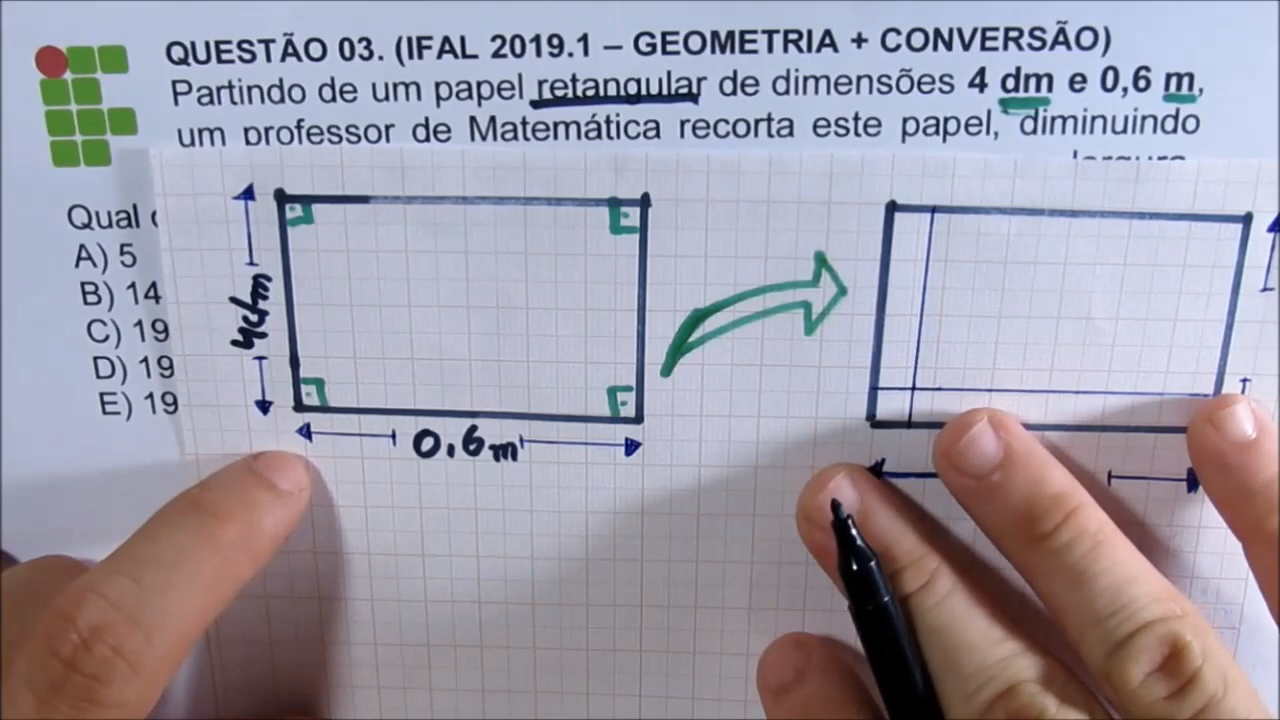 QUESTÃO 03. (IFAL 2019.1 – GEOMETRIA + CONVERSÃO)
Partindo de um papel retangular de dimensões 4 dm e 0,6 m,
um professor de Matemática recorta este papel, diminuindo
Qual
A) 5
B) 14
C) 19
D) 19
E) 19
4dm
0.6m